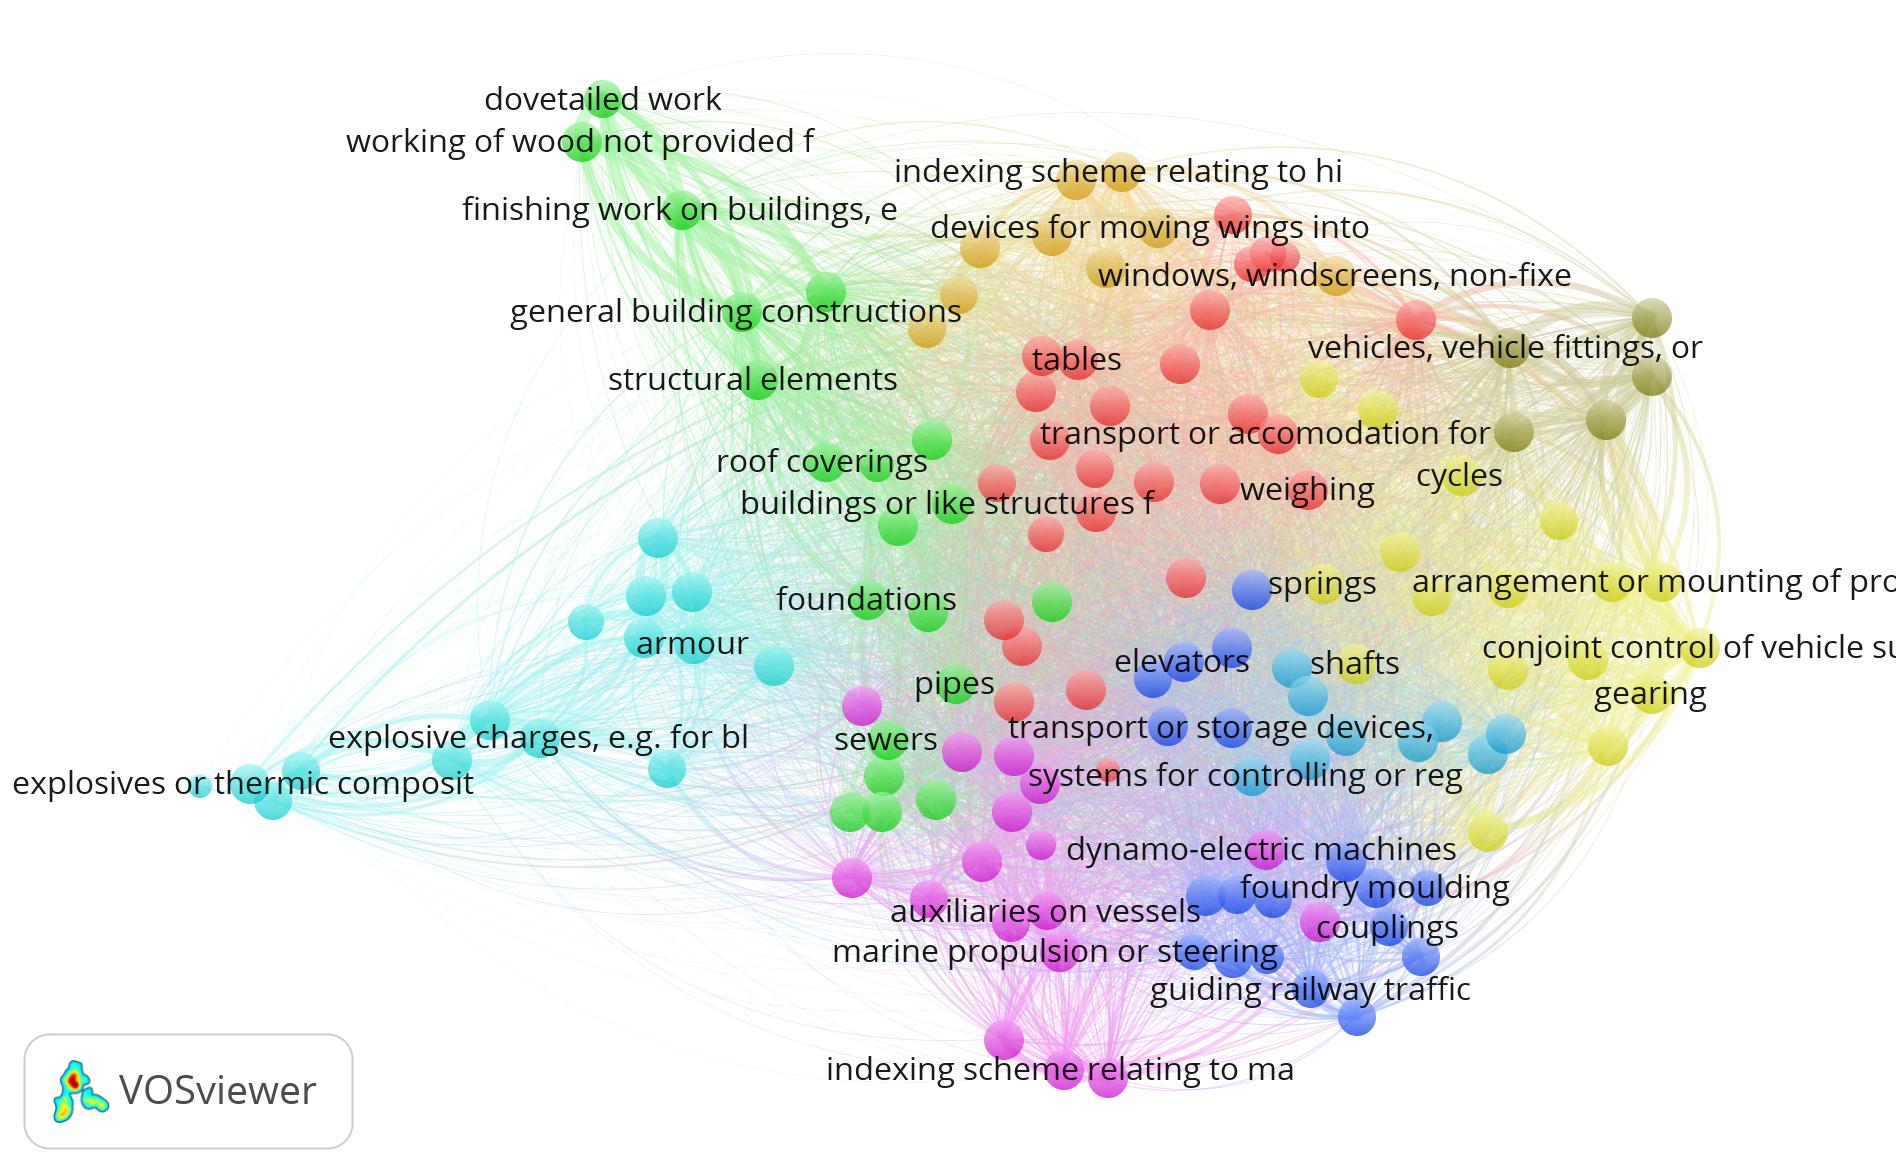 dovetailed work
working of wood not provided f
indexing scheme relating to hi
finishing work on buildings, e
devices for moving wings into
windows, windscreens, non-fixe
general building constructions
vehicles, vehicle fittings, or
tables
structural elements
transport or accomodation for
roof coverings
cycles
weighing
buildings or like structures f
springs
arrangement or mounting of pro
foundations
armour
conjoint control of vehicle su
elevators
shafts
pipes
gearing
transport or storage devices,
explosive charges, e.g. for bl
sewers
systems for controlling or reg
explosives or thermic composit
dynamo-electric machines
foundry moulding
auxiliaries on vessels
couplings
marine propulsion or steering
guiding railway traffic
indexing scheme relating to ma
VOSviewer